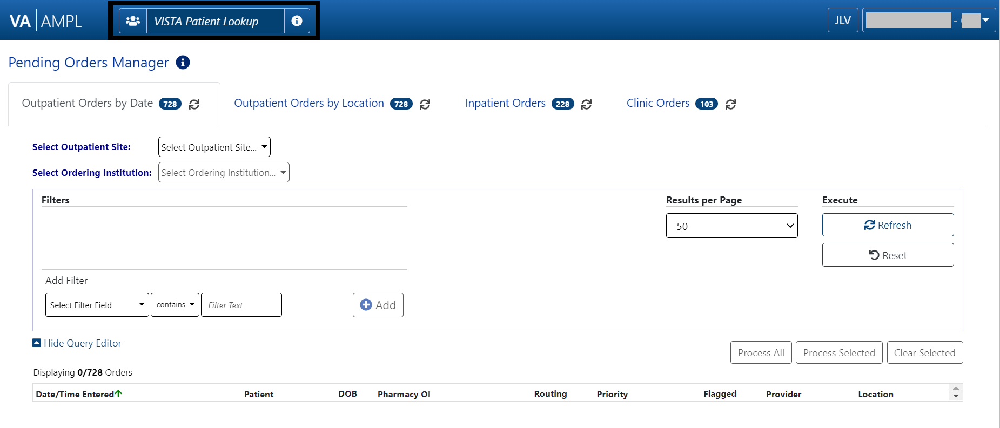 VA | AMPL VISTA Patient Lookup JLV -
Pending Orders Manager
Outpatient Orders by Date 728 Outpatient Orders by Location 728 Inpatient Orders 228 Clinic Orders 103
Select Outpatient Site: Select Outpatient Site...
Select Ordering Institution: Select Ordering Institution...
Filters Results per Page Execute
50 Refresh
Reset
Add Filter
Select Filter Field contains Filter Text Add
Hide Query Editor
Process All Process Selected Clear Selected
Displaying 0/728 Orders
Date/Time Entered Patient DOB Pharmacy OI Routing Priority Flagged Provider Location